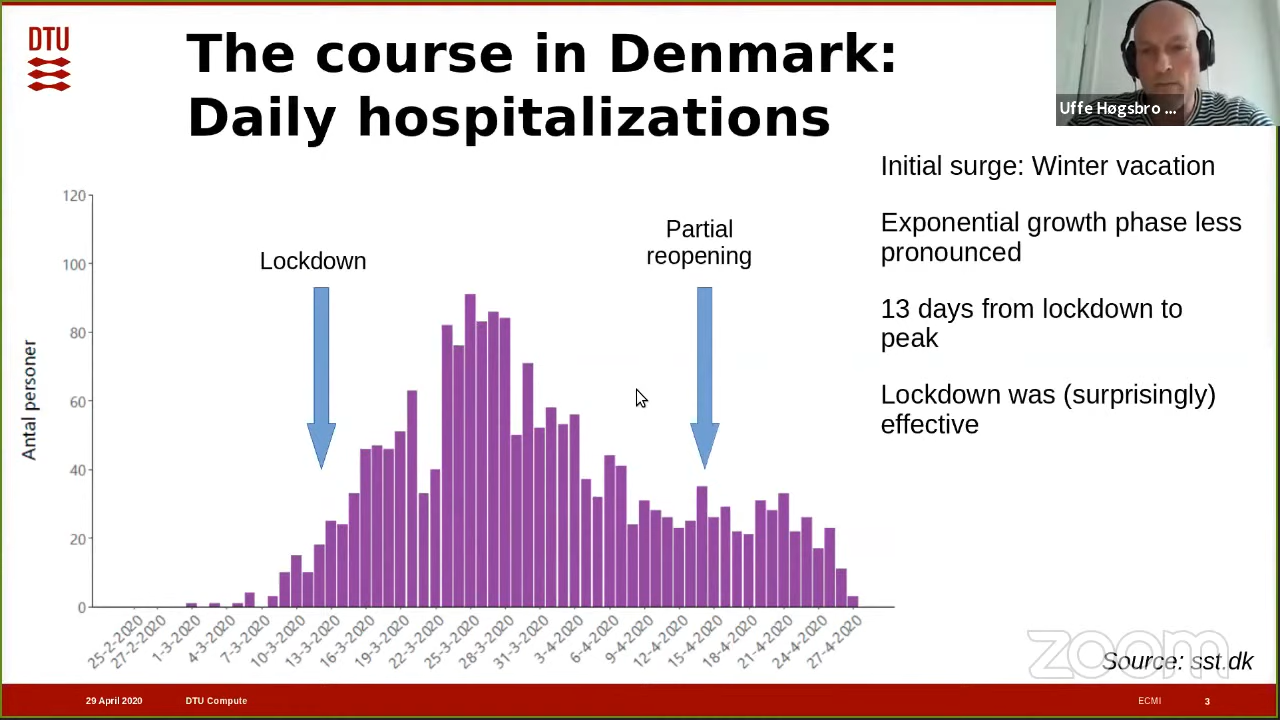 DTU
The course in Denmark:
Daily hospitalizations
Uffe Høgsbro ...
Initial surge: Winter vacation
Exponential growth phase less
pronounced
13 days from lockdown to
peak
Lockdown was (surprisingly)
effective
Lockdown
Partial
reopening
Antal personer
120
100
80
60
40
20
0
25-2-2020
27-2-2020
1-3-2020
4-3-2020
7-3-2020
10-3-2020
13-3-2020
16-3-2020
19-3-2020
22-3-2020
25-3-2020
28-3-2020
31-3-2020
3-4-2020
6-4-2020
9-4-2020
12-4-2020
15-4-2020
18-4-2020
21-4-2020
24-4-2020
27-4-2020
zoom
Source: sst.dk
29 April 2020 DTU Compute ECMI 3